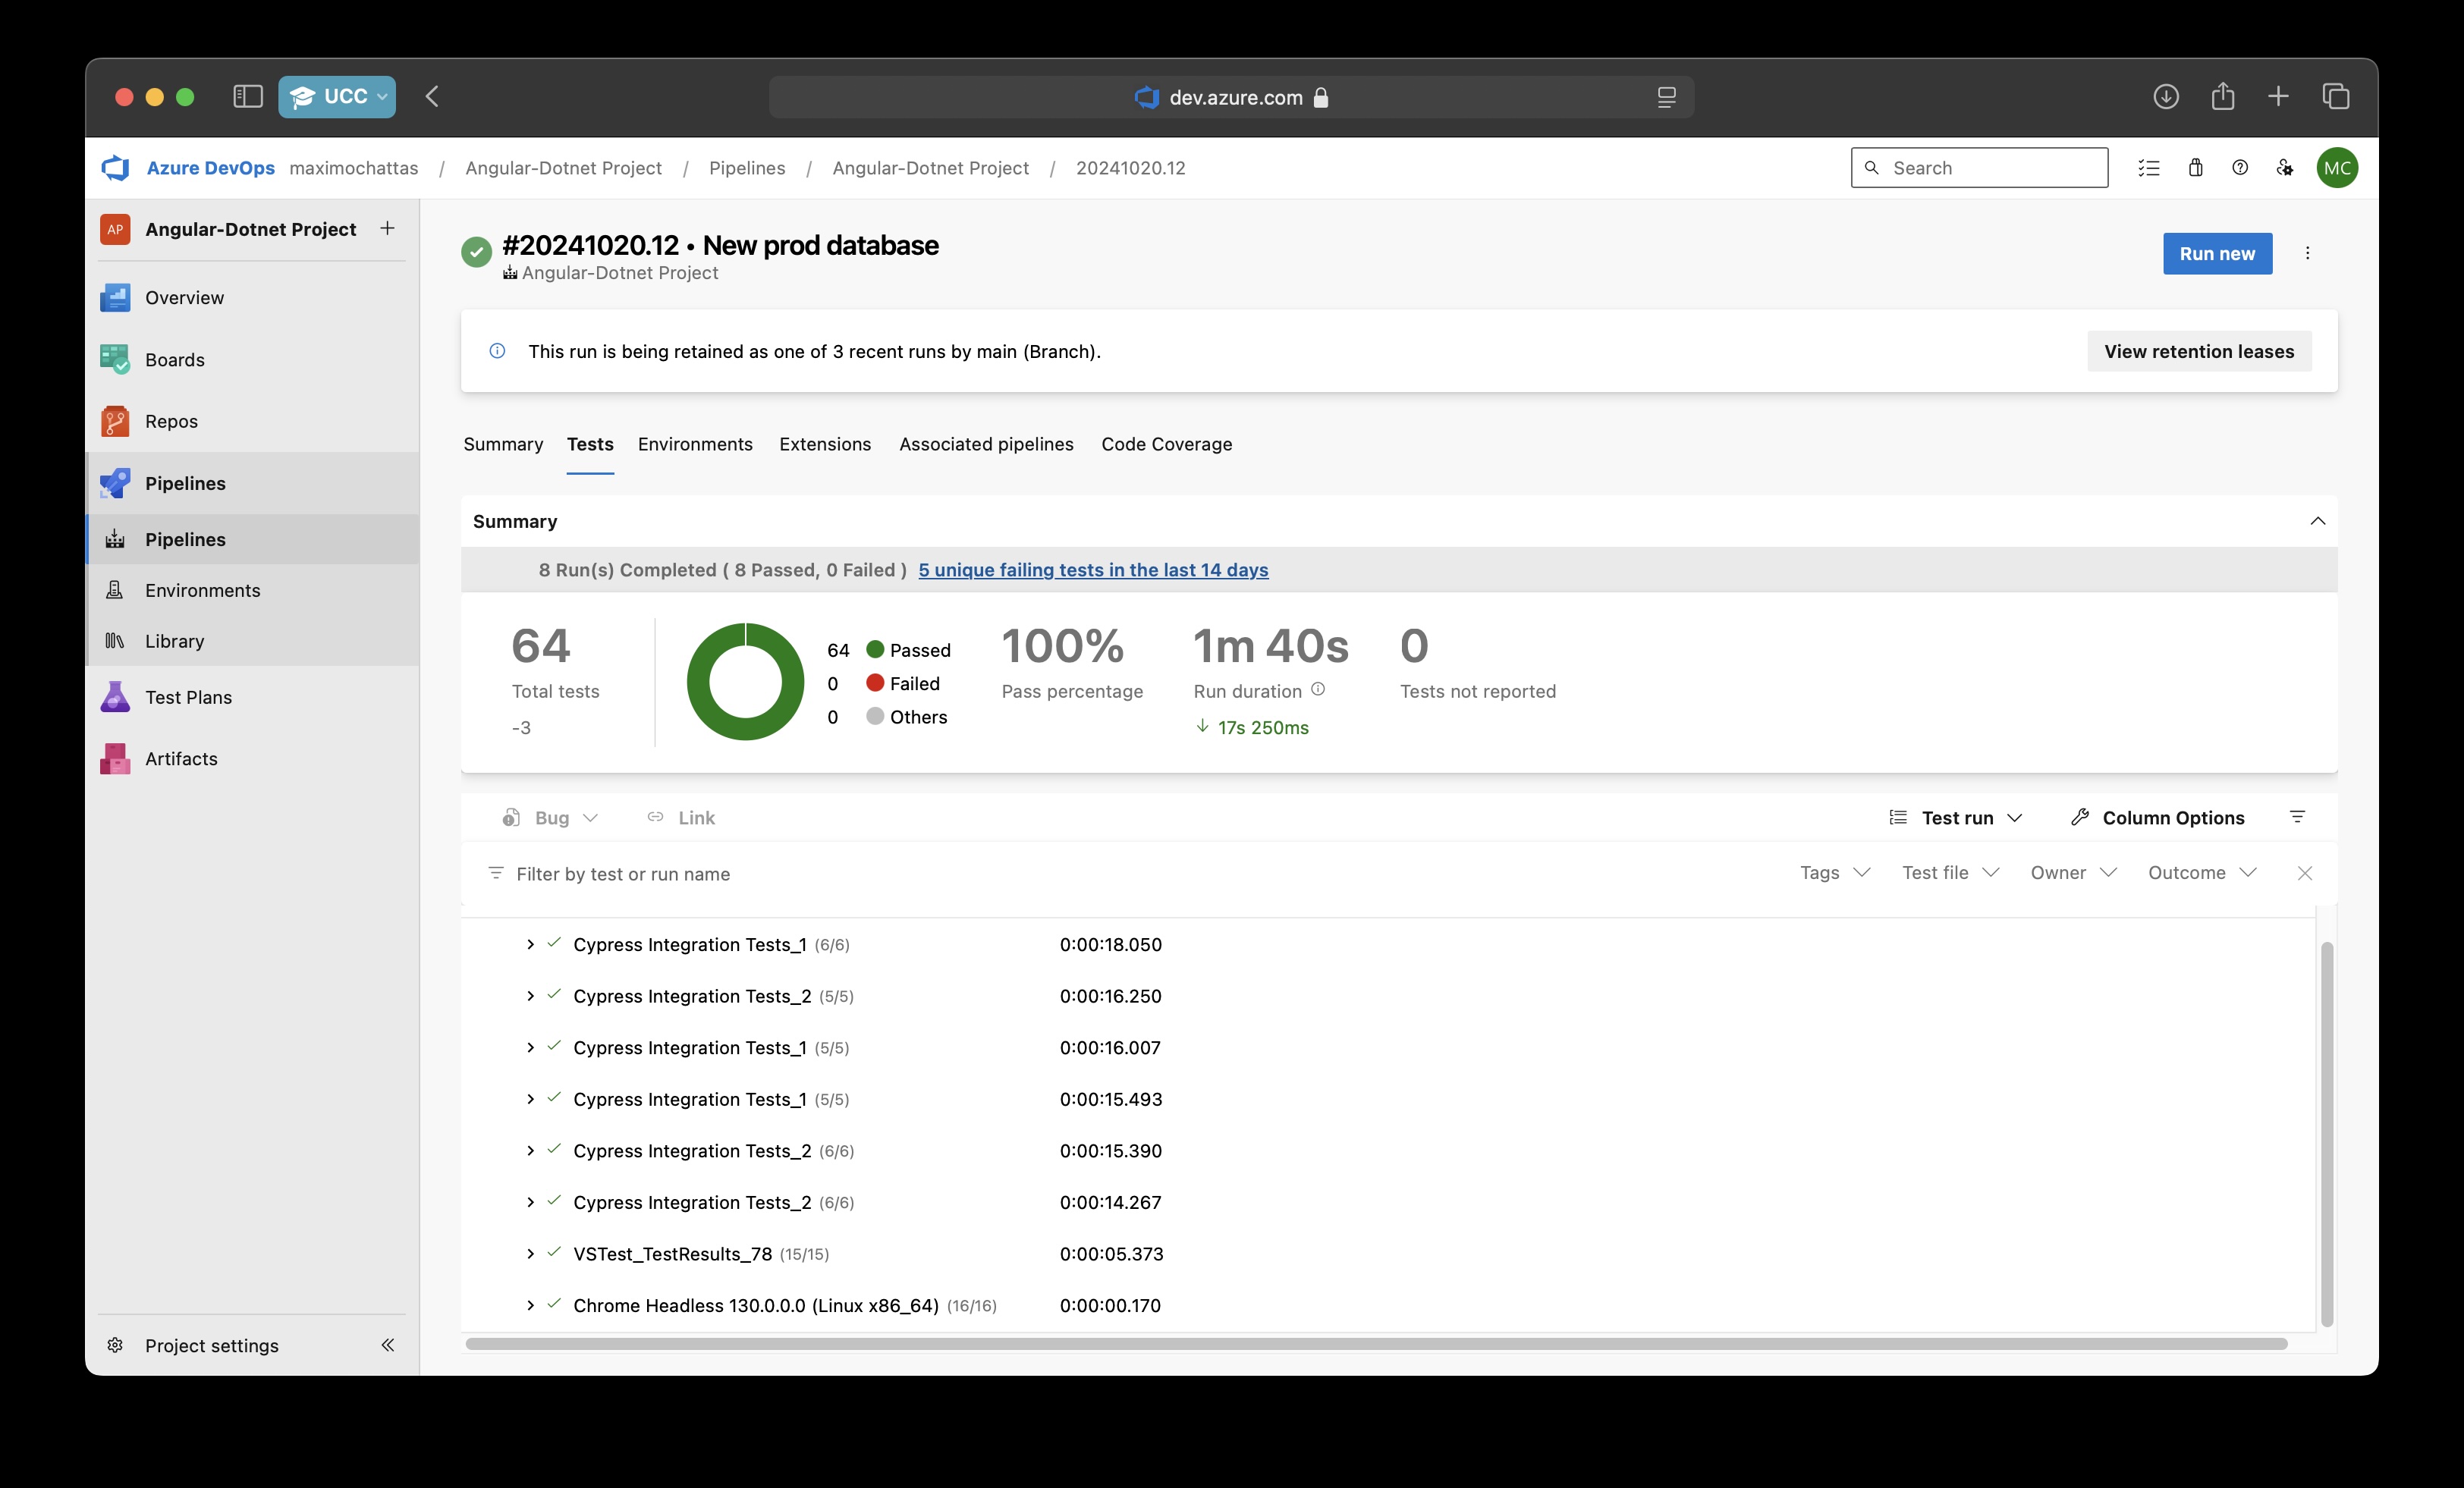 UCC
dev.azure.com
Azure DevOps maximochattas / Angular-Dotnet Project / Pipelines / Angular-Dotnet Project / 20241020.12
Search
MC
AP Angular-Dotnet Project
Overview
Boards
Repos
Pipelines
Pipelines
Environments
Library
Test Plans
Artifacts
Project settings
#20241020.12 • New prod database
Angular-Dotnet Project
Run new
This run is being retained as one of 3 recent runs by main (Branch).
View retention leases
Summary Tests Environments Extensions Associated pipelines Code Coverage
Summary
8 Run(s) Completed ( 8 Passed, 0 Failed ) 5 unique failing tests in the last 14 days
64
Total tests
-3
64 Passed
0 Failed
0 Others
100%
Pass percentage
1m 40s
Run duration
17s 250ms
0
Tests not reported
Bug Link Test run Column Options
Filter by test or run name Tags Test file Owner Outcome
Cypress Integration Tests_1 (6/6) 0:00:18.050
Cypress Integration Tests_2 (5/5) 0:00:16.250
Cypress Integration Tests_1 (5/5) 0:00:16.007
Cypress Integration Tests_1 (5/5) 0:00:15.493
Cypress Integration Tests_2 (6/6) 0:00:15.390
Cypress Integration Tests_2 (6/6) 0:00:14.267
VSTest_TestResults_78 (15/15) 0:00:05.373
Chrome Headless 130.0.0.0 (Linux x86_64) (16/16) 0:00:00.170